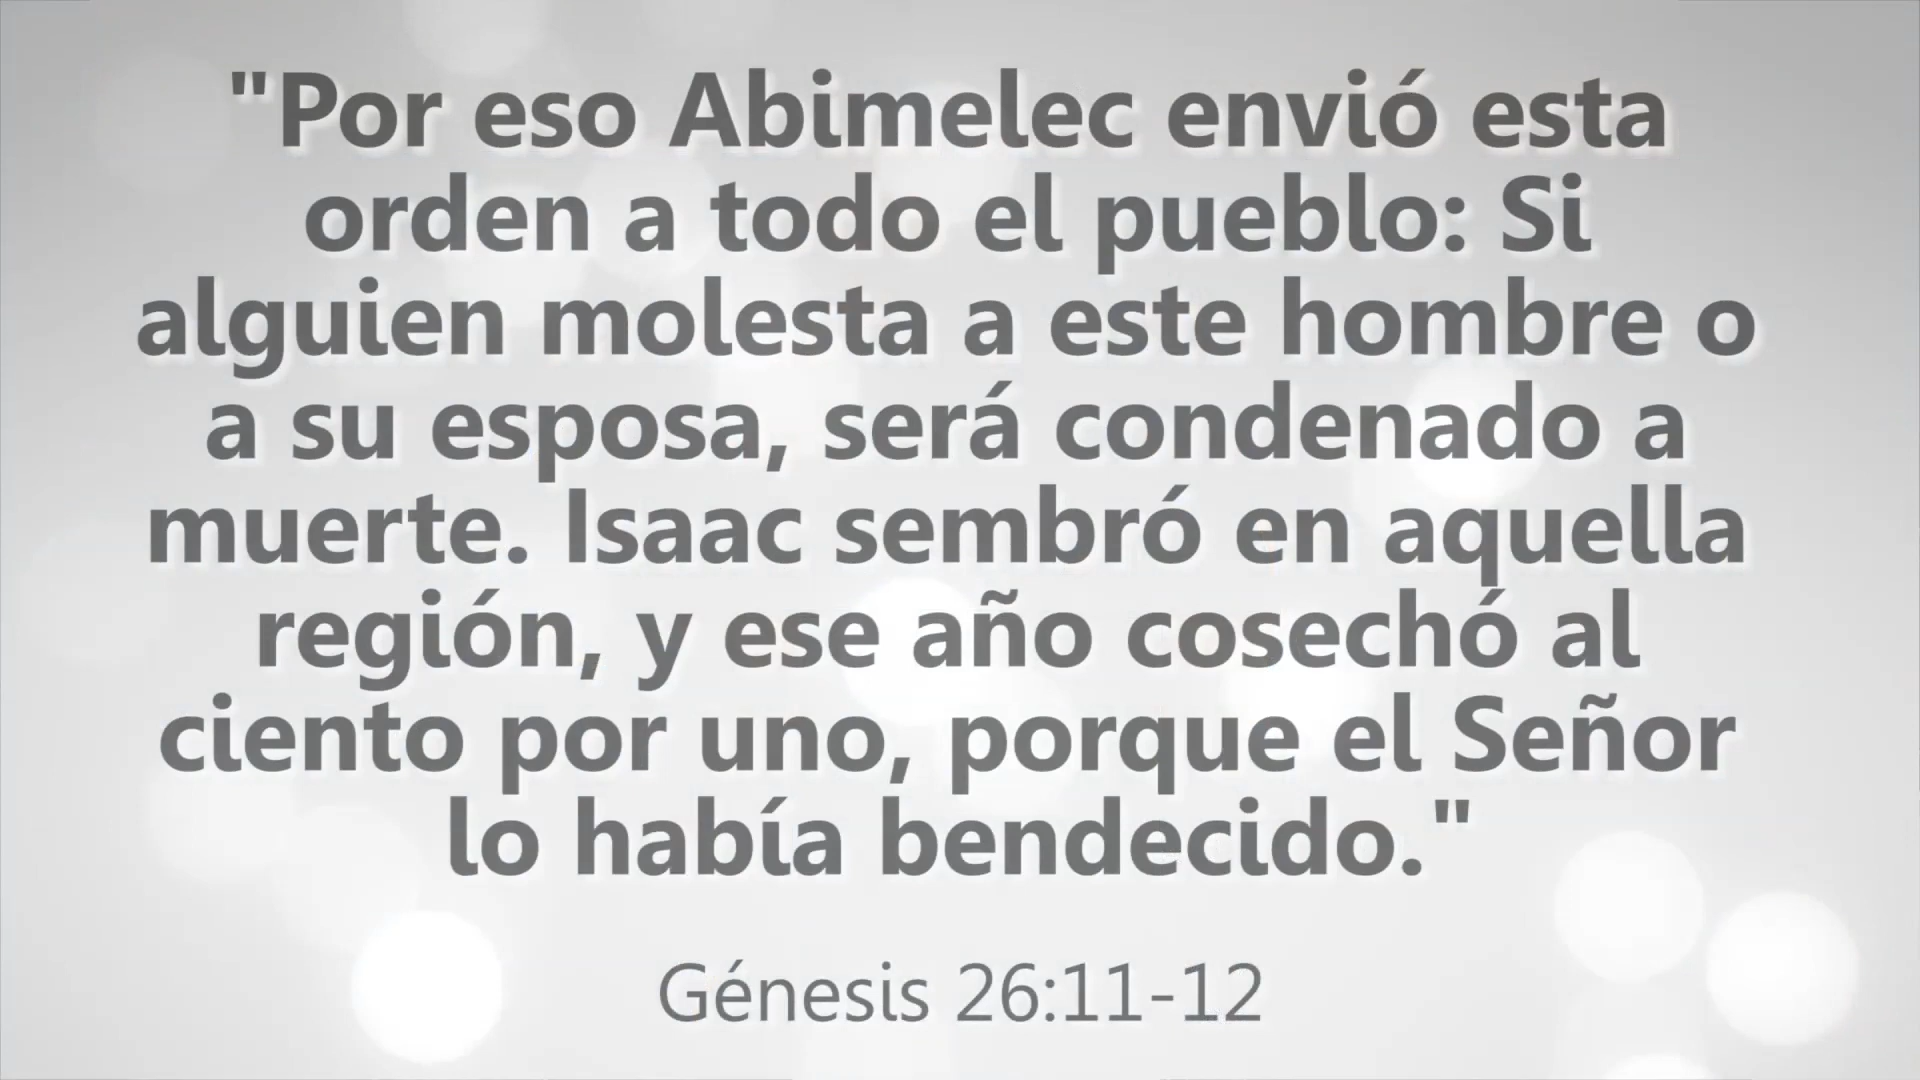 "Por eso Abimelec envió esta
orden a todo el pueblo: Si
alguien molesta a este hombre o
a su esposa, será condenado a
muerte. Isaac sembró en aquella
región, y ese año cosechó al
ciento por uno, porque el Señor
lo había bendecido."
Génesis 26:11-12